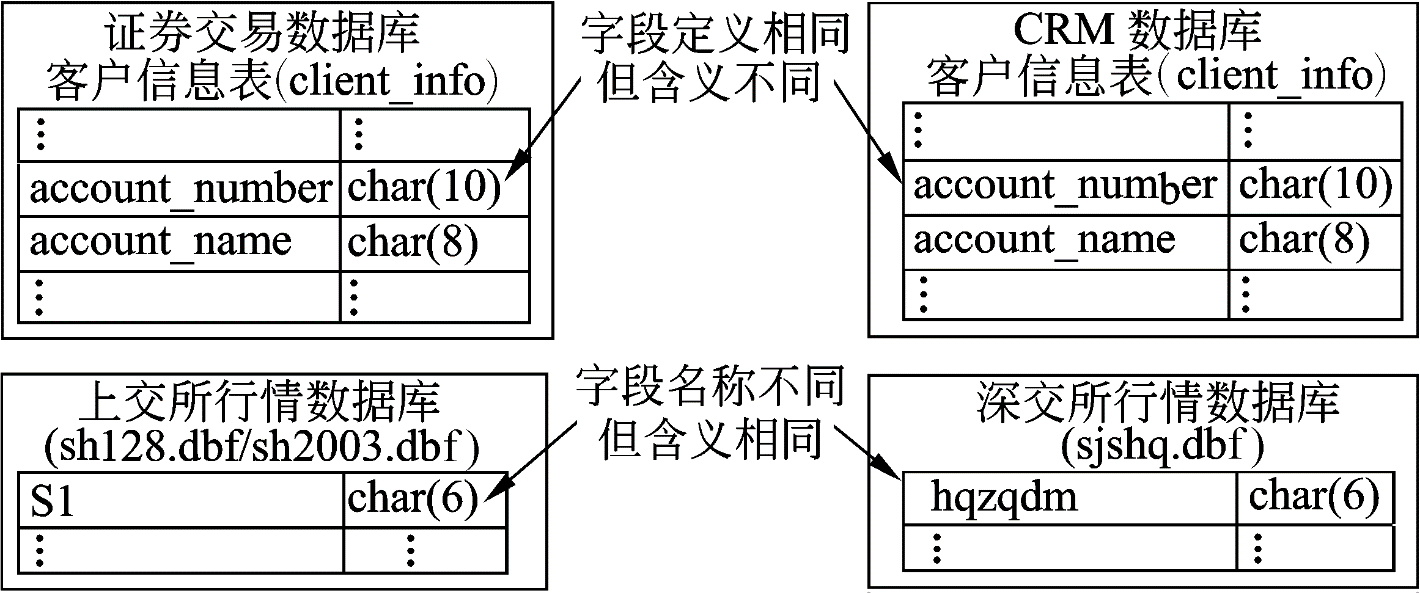 证券交易数据库
客户信息表(client_info)
⋮ ⋮
account_number char(10)
account_name char(8)
⋮ ⋮
字段定义相同
但含义不同
CRM 数据库
客户信息表(client_info)
⋮ ⋮
account_number char(10)
account_name char(8)
⋮ ⋮
上交所行情数据库
(sh128.dbf/sh2003.dbf)
S1 char(6)
⋮ ⋮
字段名称不同
但含义相同
深交所行情数据库
(sjshq.dbf)
hqzqdm char(6)
⋮ ⋮